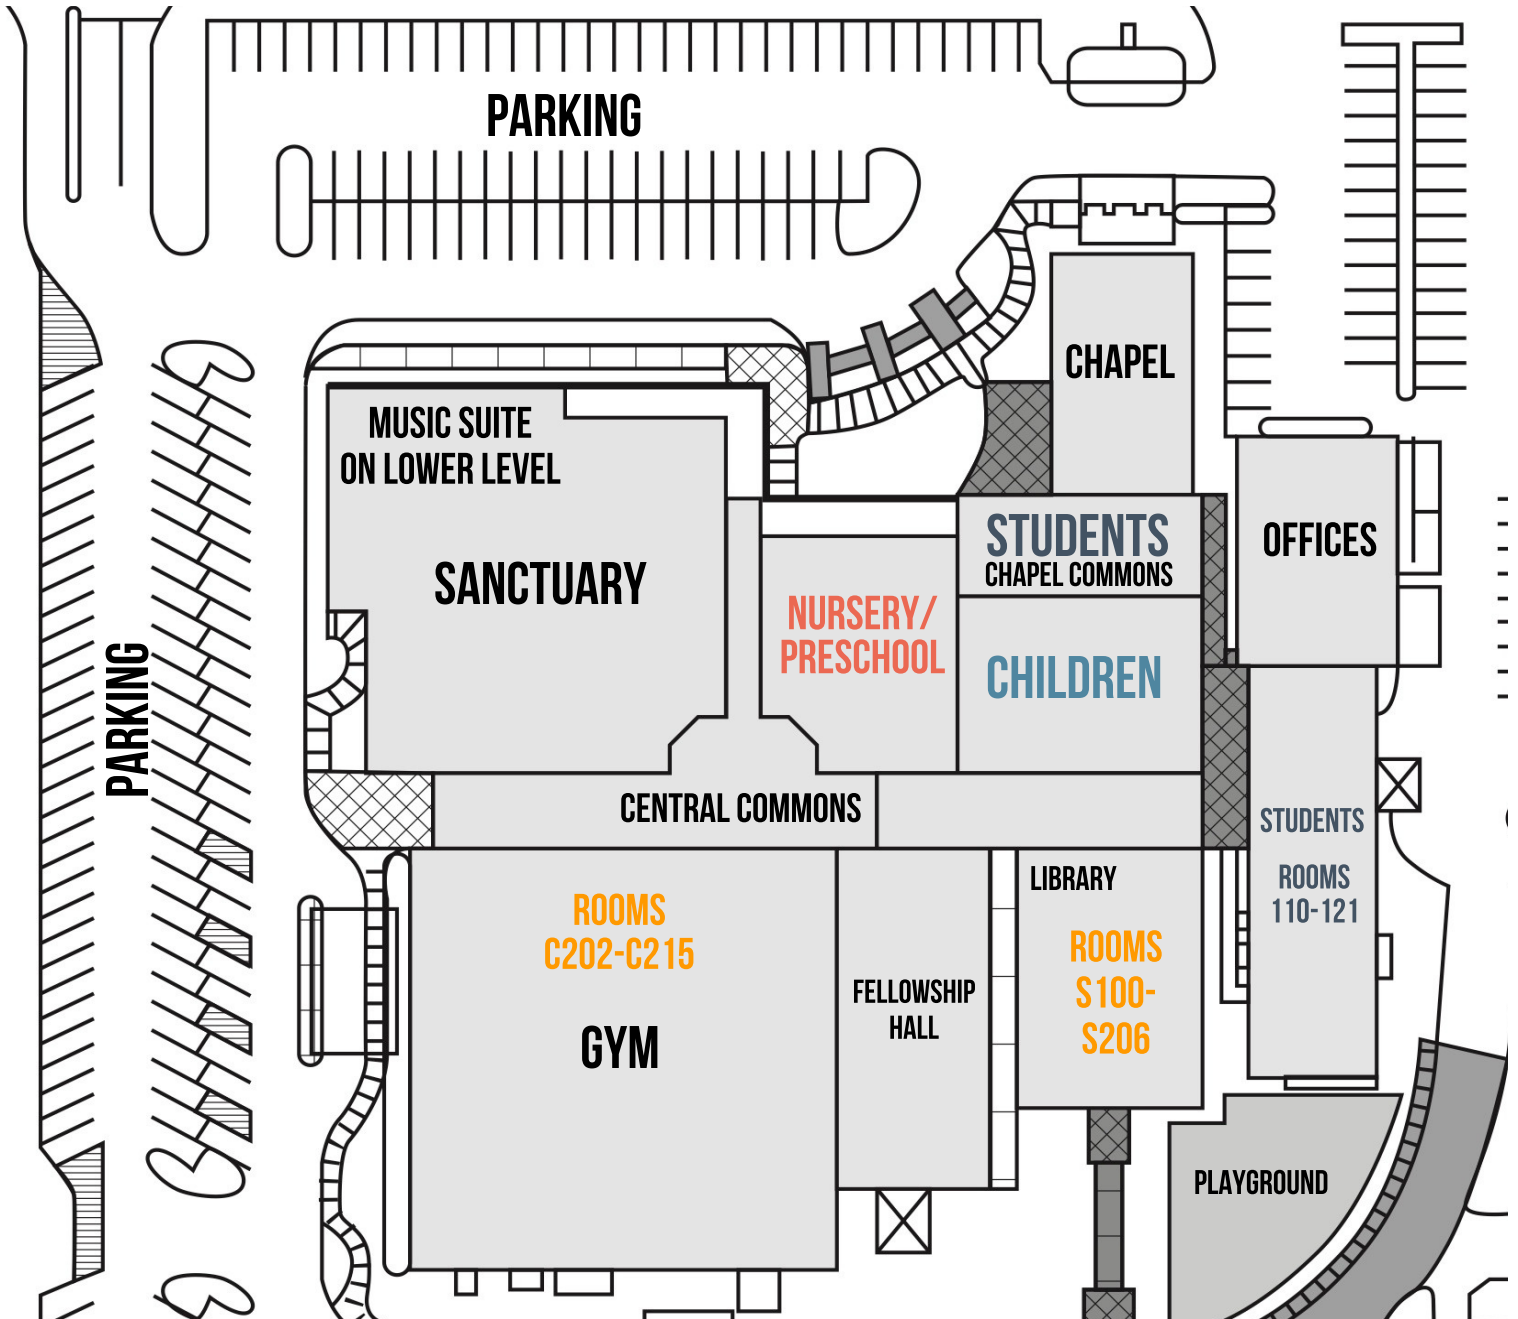 PARKING
CHAPEL
MUSIC SUITE
ON LOWER LEVEL
SANCTUARY
STUDENTS
CHAPEL COMMONS
OFFICES
NURSERY/
PRESCHOOL
CHILDREN
PARKING
CENTRAL COMMONS
STUDENTS
ROOMS
110-121
LIBRARY
ROOMS
C202-C215
ROOMS
S100-
S206
FELLOWSHIP
HALL
GYM
PLAYGROUND